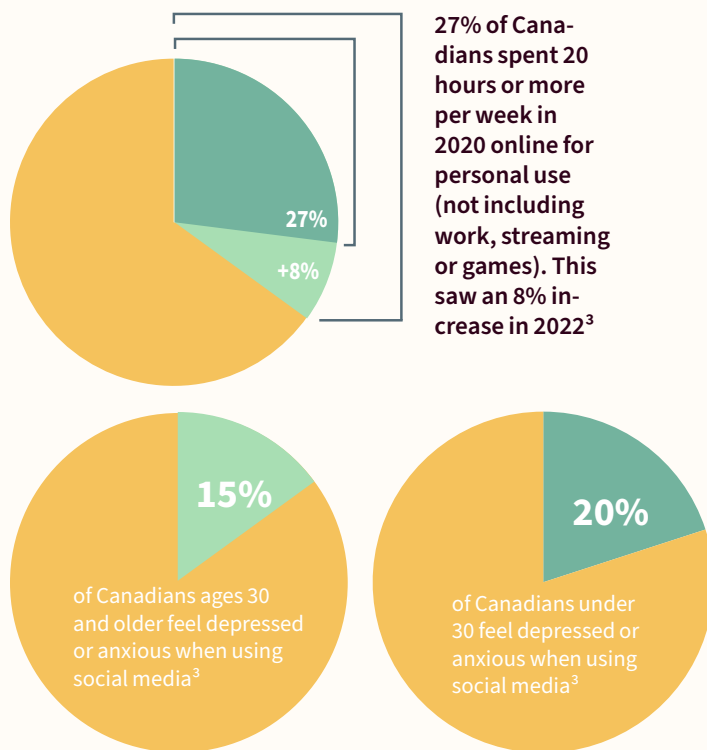 27%
+8%
27% of Cana-
dians spent 20
hours or more
per week in
2020 online for
personal use
(not including
work, streaming
or games). This
saw an 8% in-
crease in 2022³
15%
of Canadians ages 30
and older feel depressed
or anxious when using
social media³
20%
of Canadians under
30 feel depressed or
anxious when using
social media³